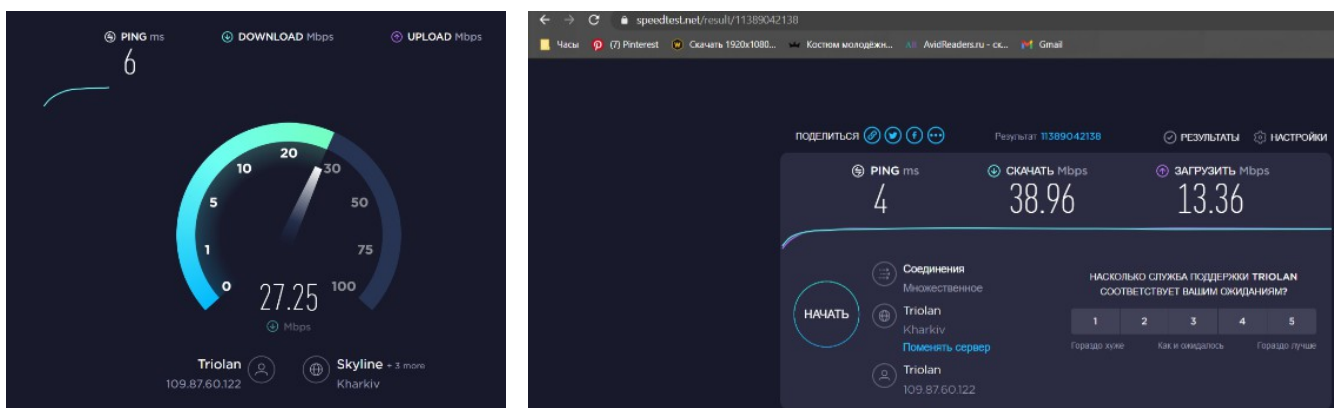 PING ms
DOWNLOAD Mbps
UPLOAD Mbps
6
0
1
5
10
20
30
50
75
100
27.25
Mbps
Triolan
109.87.60.122
Skyline + 3 more
Kharkiv
speedtest.net/result/11389042138
Часы
(7) Pinterest
Скачать 1920x1080...
Костюм молодёжн...
AvidReaders.ru - ск...
Gmail
ПОДЕЛИТЬСЯ
Результат 11389042138
РЕЗУЛЬТАТЫ
НАСТРОЙКИ
PING ms
4
СКАЧАТЬ Mbps
38.96
ЗАГРУЗИТЬ Mbps
13.36
НАЧАТЬ
Соединения
Множественное
Triolan
Kharkiv
Поменять сервер
Triolan
109.87.60.122
НАСКОЛЬКО СЛУЖБА ПОДДЕРЖКИ TRIOLAN
СООТВЕТСТВУЕТ ВАШИМ ОЖИДАНИЯМ?
1 2 3 4 5
Гораздо хуже Как и ожидалось Гораздо лучше